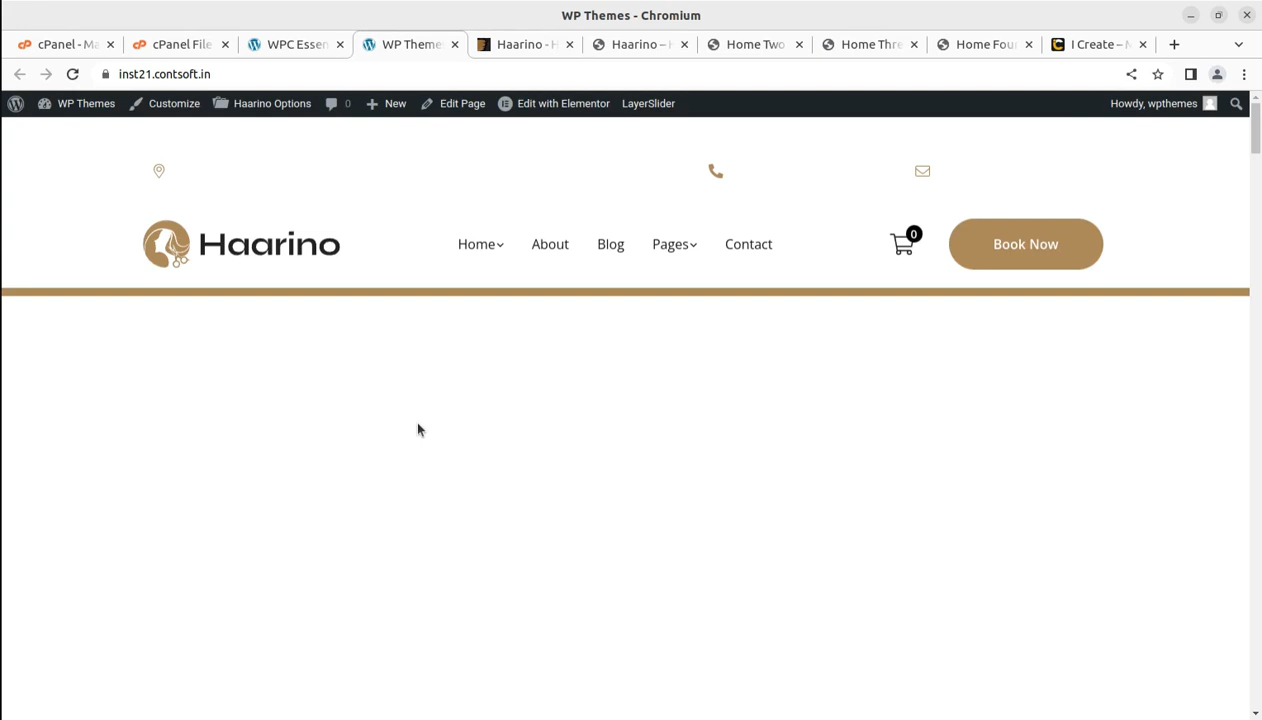 WP Themes - Chromium
cPanel - Ma
cPanel File
WPC Essen
WP Theme
Haarino - H
Haarino –
Home Two
Home Thre
Home Fou
I Create –
inst21.contsoft.in
WP Themes Customize Haarino Options 0 New Edit Page Edit with Elementor LayerSlider Howdy, wpthemes
Haarino
Home About Blog Pages Contact 0 Book Now